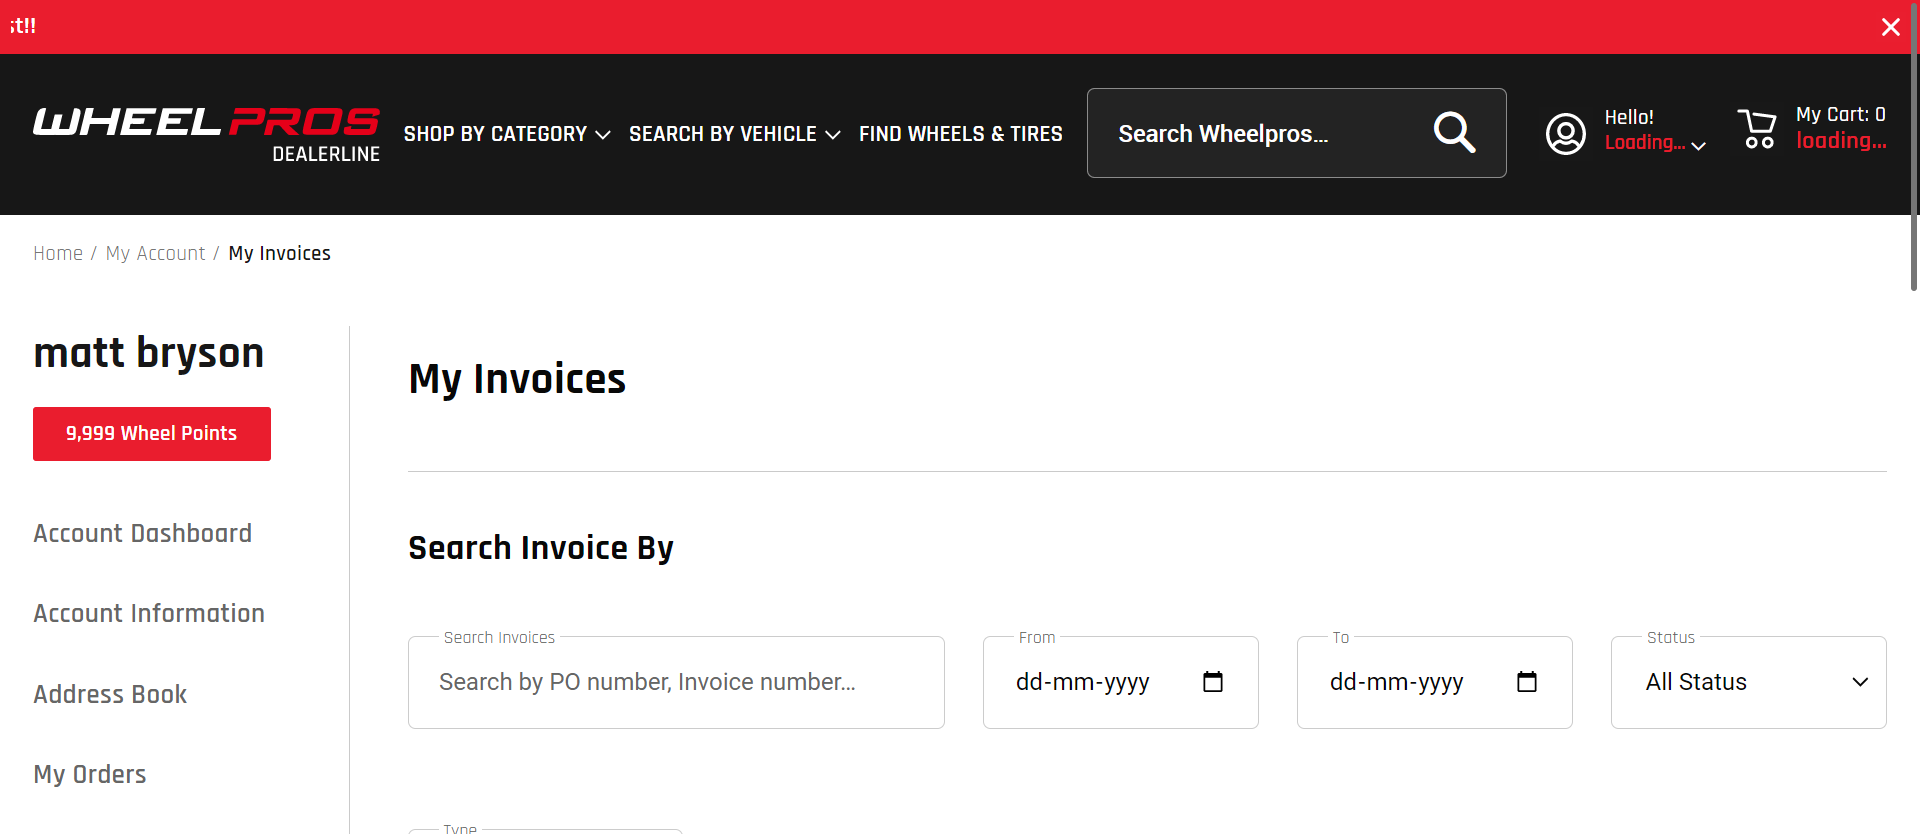 st!!
WHEEL PROS
DEALERLINE
SHOP BY CATEGORY
SEARCH BY VEHICLE
FIND WHEELS & TIRES
Search Wheelpros...
Hello!
Loading...
My Cart: 0
loading...
Home / My Account / My Invoices
matt bryson
9,999 Wheel Points
Account Dashboard
Account Information
Address Book
My Orders
My Invoices
Search Invoice By
Search Invoices
Search by PO number, Invoice number...
From
dd-mm-yyyy
To
dd-mm-yyyy
Status
All Status
Type